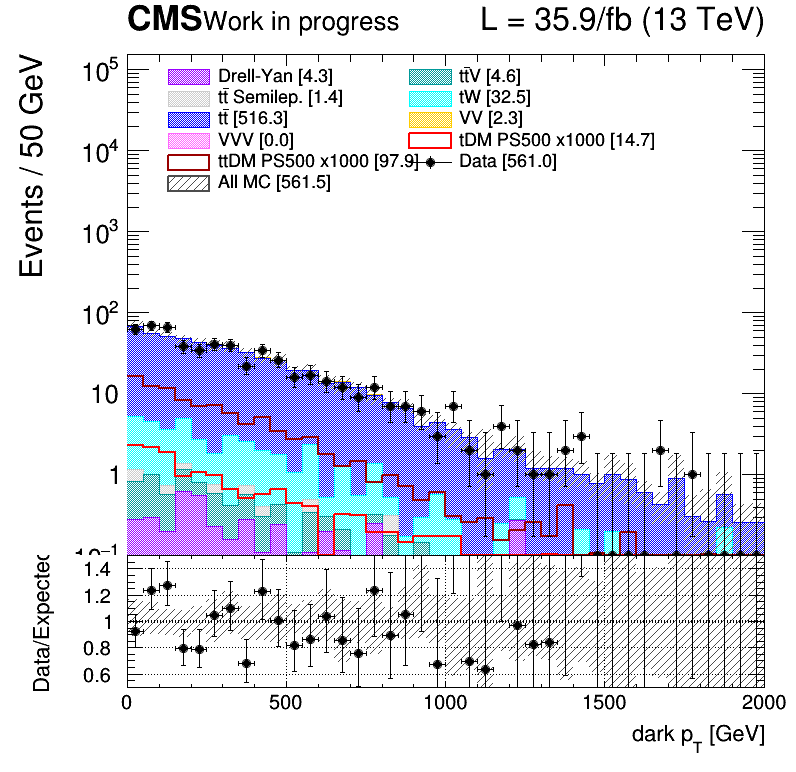 CMS Work in progress L = 35.9/fb (13 TeV)
Events / 50 GeV
10⁵
10⁴
10³
10²
10
1
10⁻¹
Drell-Yan [4.3] tt̄V [4.6]
tt̄ Semilep. [1.4] tW [32.5]
tt̄ [516.3] VV [2.3]
VVV [0.0] tDM PS500 x1000 [14.7]
ttDM PS500 x1000 [97.9] Data [561.0]
All MC [561.5]
Data/Expected
1.4
1.2
1
0.8
0.6
0 500 1000 1500 2000
dark p_T [GeV]